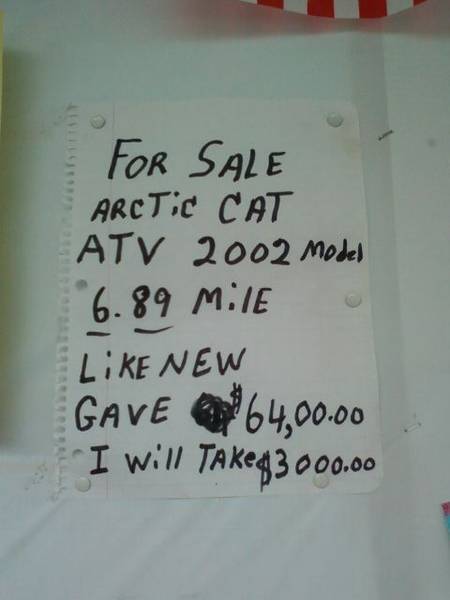 FOR SALE
ARCTiC CAT
ATV 2002 Model
6.89 MilE
LiKE NEW
GAVE $64,00.00
I Will TAKE $3000.00